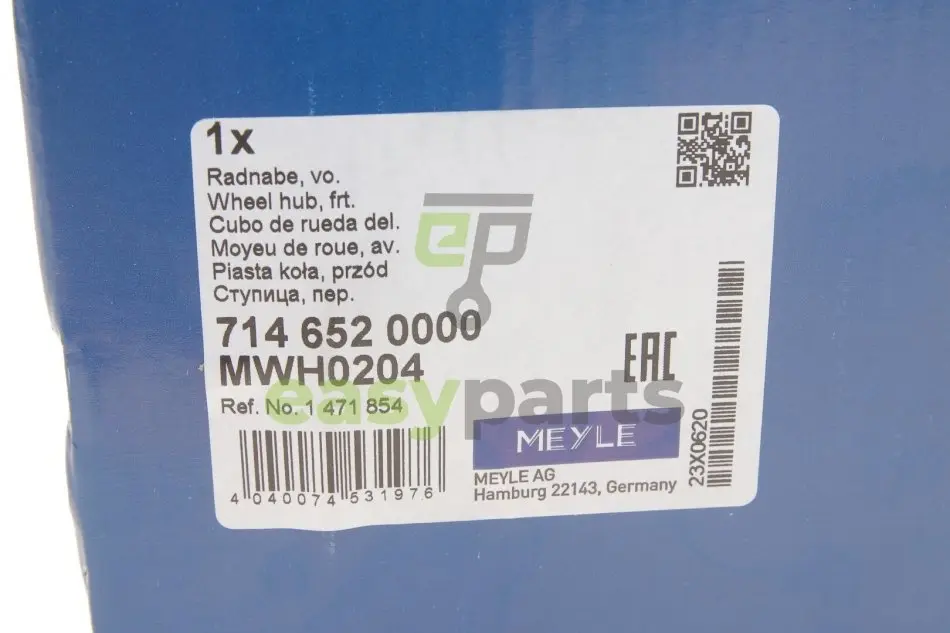 1x
Radnabe, vo.
Wheel hub, frt.
Cubo de rueda del.
Moyeu de roue, av.
Piasta koła, przód
Ступица, пер.
714 652 0000
MWH0204
Ref. No. 1 471 854
4 040074 531976
EAC
MEYLE
MEYLE AG
Hamburg 22143, Germany
23X0620
ep
easyparts